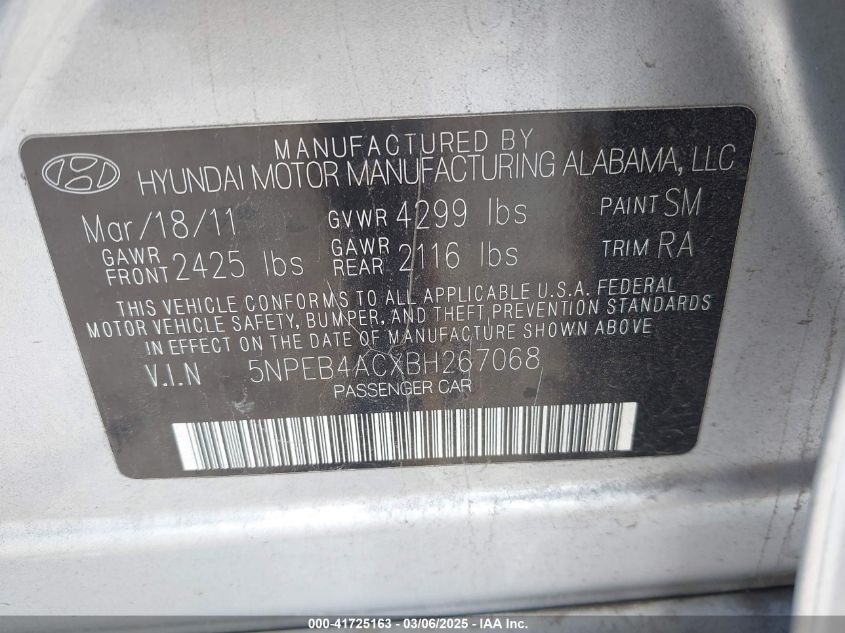 MANUFACTURED BY
HYUNDAI MOTOR MANUFACTURING ALABAMA, LLC
Mar/18/11 GVWR 4299 lbs PAINT SM
GAWR FRONT 2425 lbs GAWR REAR 2116 lbs TRIM RA
THIS VEHICLE CONFORMS TO ALL APPLICABLE U.S.A. FEDERAL
MOTOR VEHICLE SAFETY, BUMPER, AND THEFT PREVENTION STANDARDS
IN EFFECT ON THE DATE OF MANUFACTURE SHOWN ABOVE
V.I.N 5NPEB4ACXBH267068
PASSENGER CAR
000-41725163 - 03/06/2025 - IAA Inc.